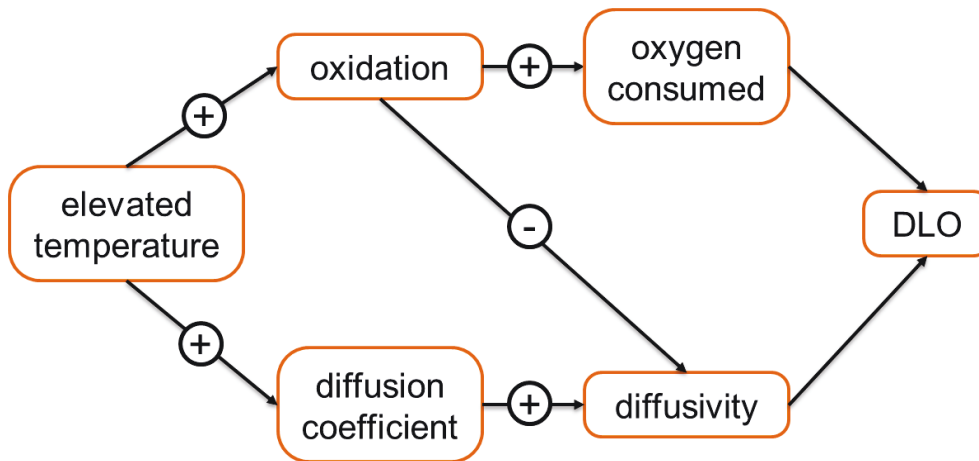 oxidation
+
oxygen
consumed
+
elevated
temperature
DLO
-
+
diffusion
coefficient
+
diffusivity